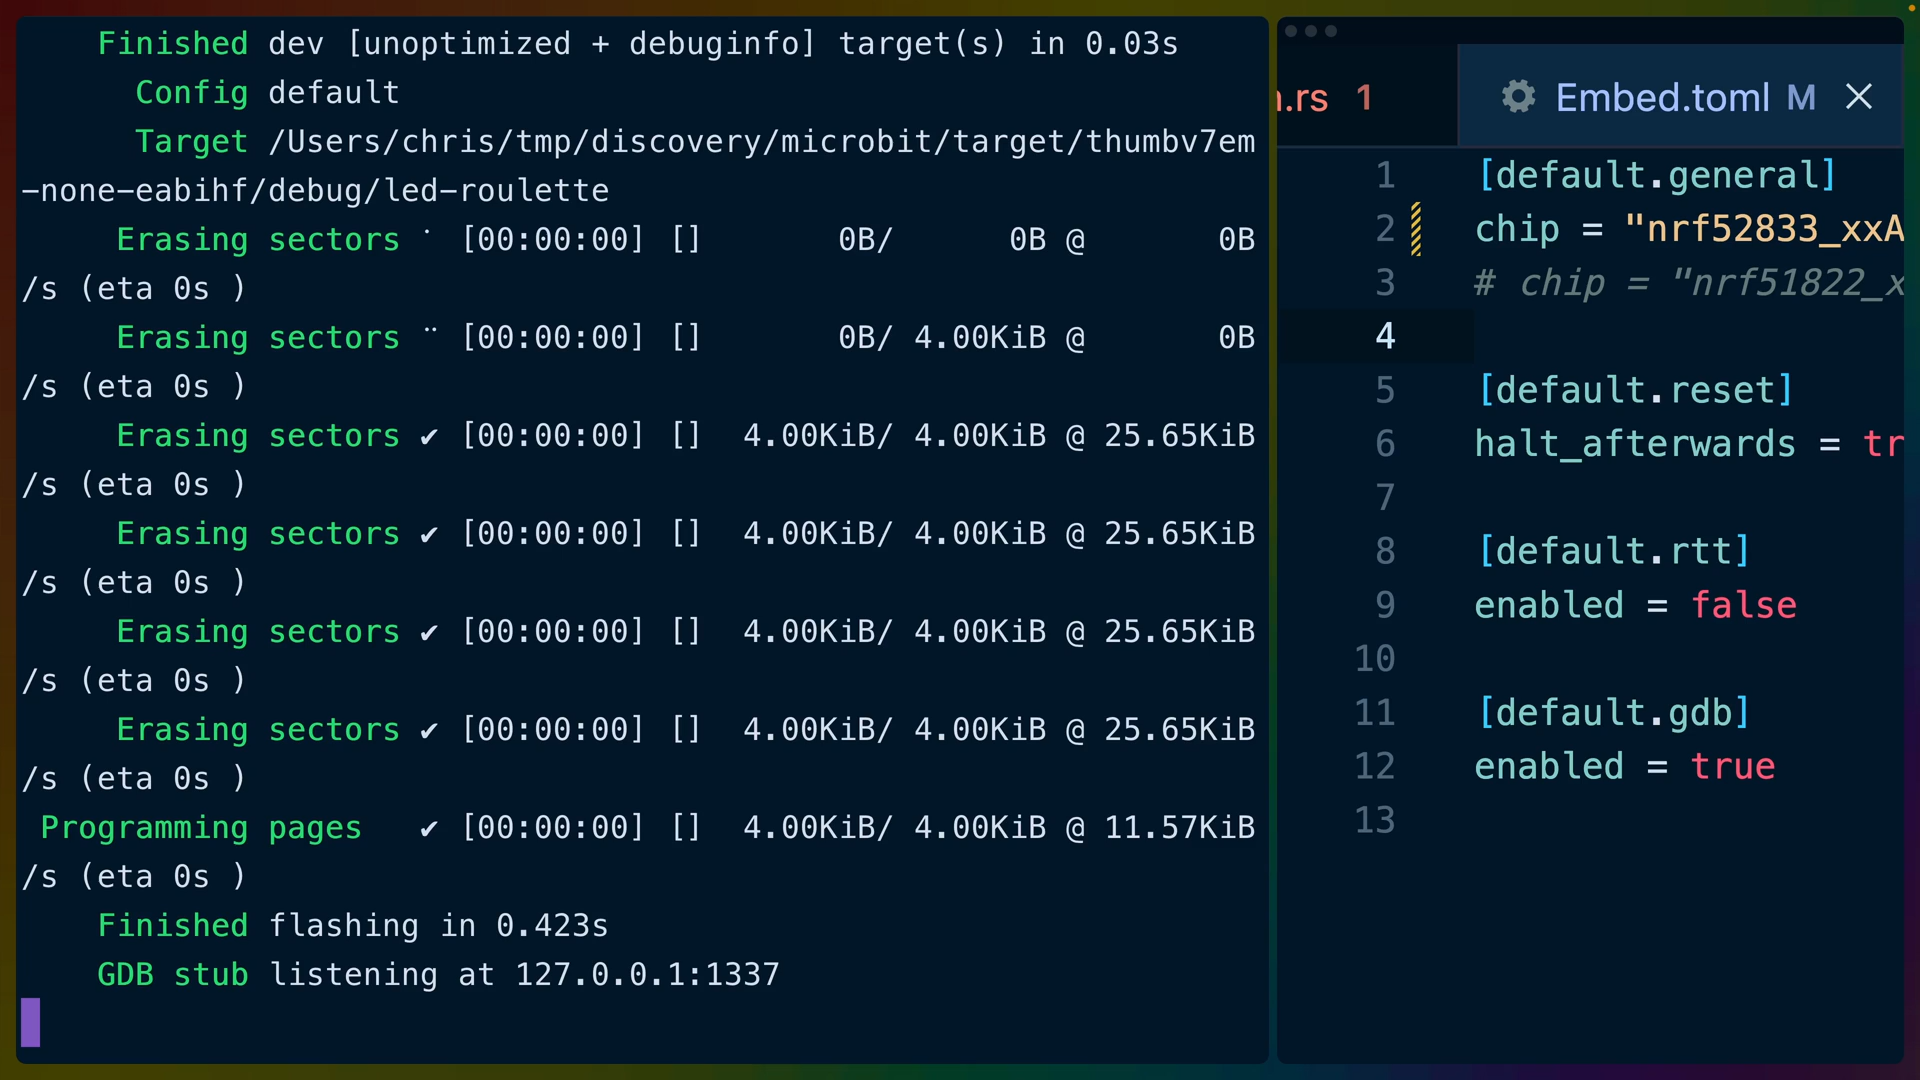 Finished dev [unoptimized + debuginfo] target(s) in 0.03s
Config default
Target /Users/chris/tmp/discovery/microbit/target/thumbv7em
-none-eabihf/debug/led-roulette
Erasing sectors ⠁ [00:00:00] [] 0B/ 0B @ 0B
/s (eta 0s )
Erasing sectors ⠉ [00:00:00] [] 0B/ 4.00KiB @ 0B
/s (eta 0s )
Erasing sectors ✔ [00:00:00] [] 4.00KiB/ 4.00KiB @ 25.65KiB
/s (eta 0s )
Erasing sectors ✔ [00:00:00] [] 4.00KiB/ 4.00KiB @ 25.65KiB
/s (eta 0s )
Erasing sectors ✔ [00:00:00] [] 4.00KiB/ 4.00KiB @ 25.65KiB
/s (eta 0s )
Erasing sectors ✔ [00:00:00] [] 4.00KiB/ 4.00KiB @ 25.65KiB
/s (eta 0s )
Programming pages ✔ [00:00:00] [] 4.00KiB/ 4.00KiB @ 11.57KiB
/s (eta 0s )
Finished flashing in 0.423s
GDB stub listening at 127.0.0.1:1337
.rs 1
Embed.toml M
1 [default.general]
2 chip = "nrf52833_xxA
3 # chip = "nrf51822_x
4
5 [default.reset]
6 halt_afterwards = tr
7
8 [default.rtt]
9 enabled = false
10
11 [default.gdb]
12 enabled = true
13